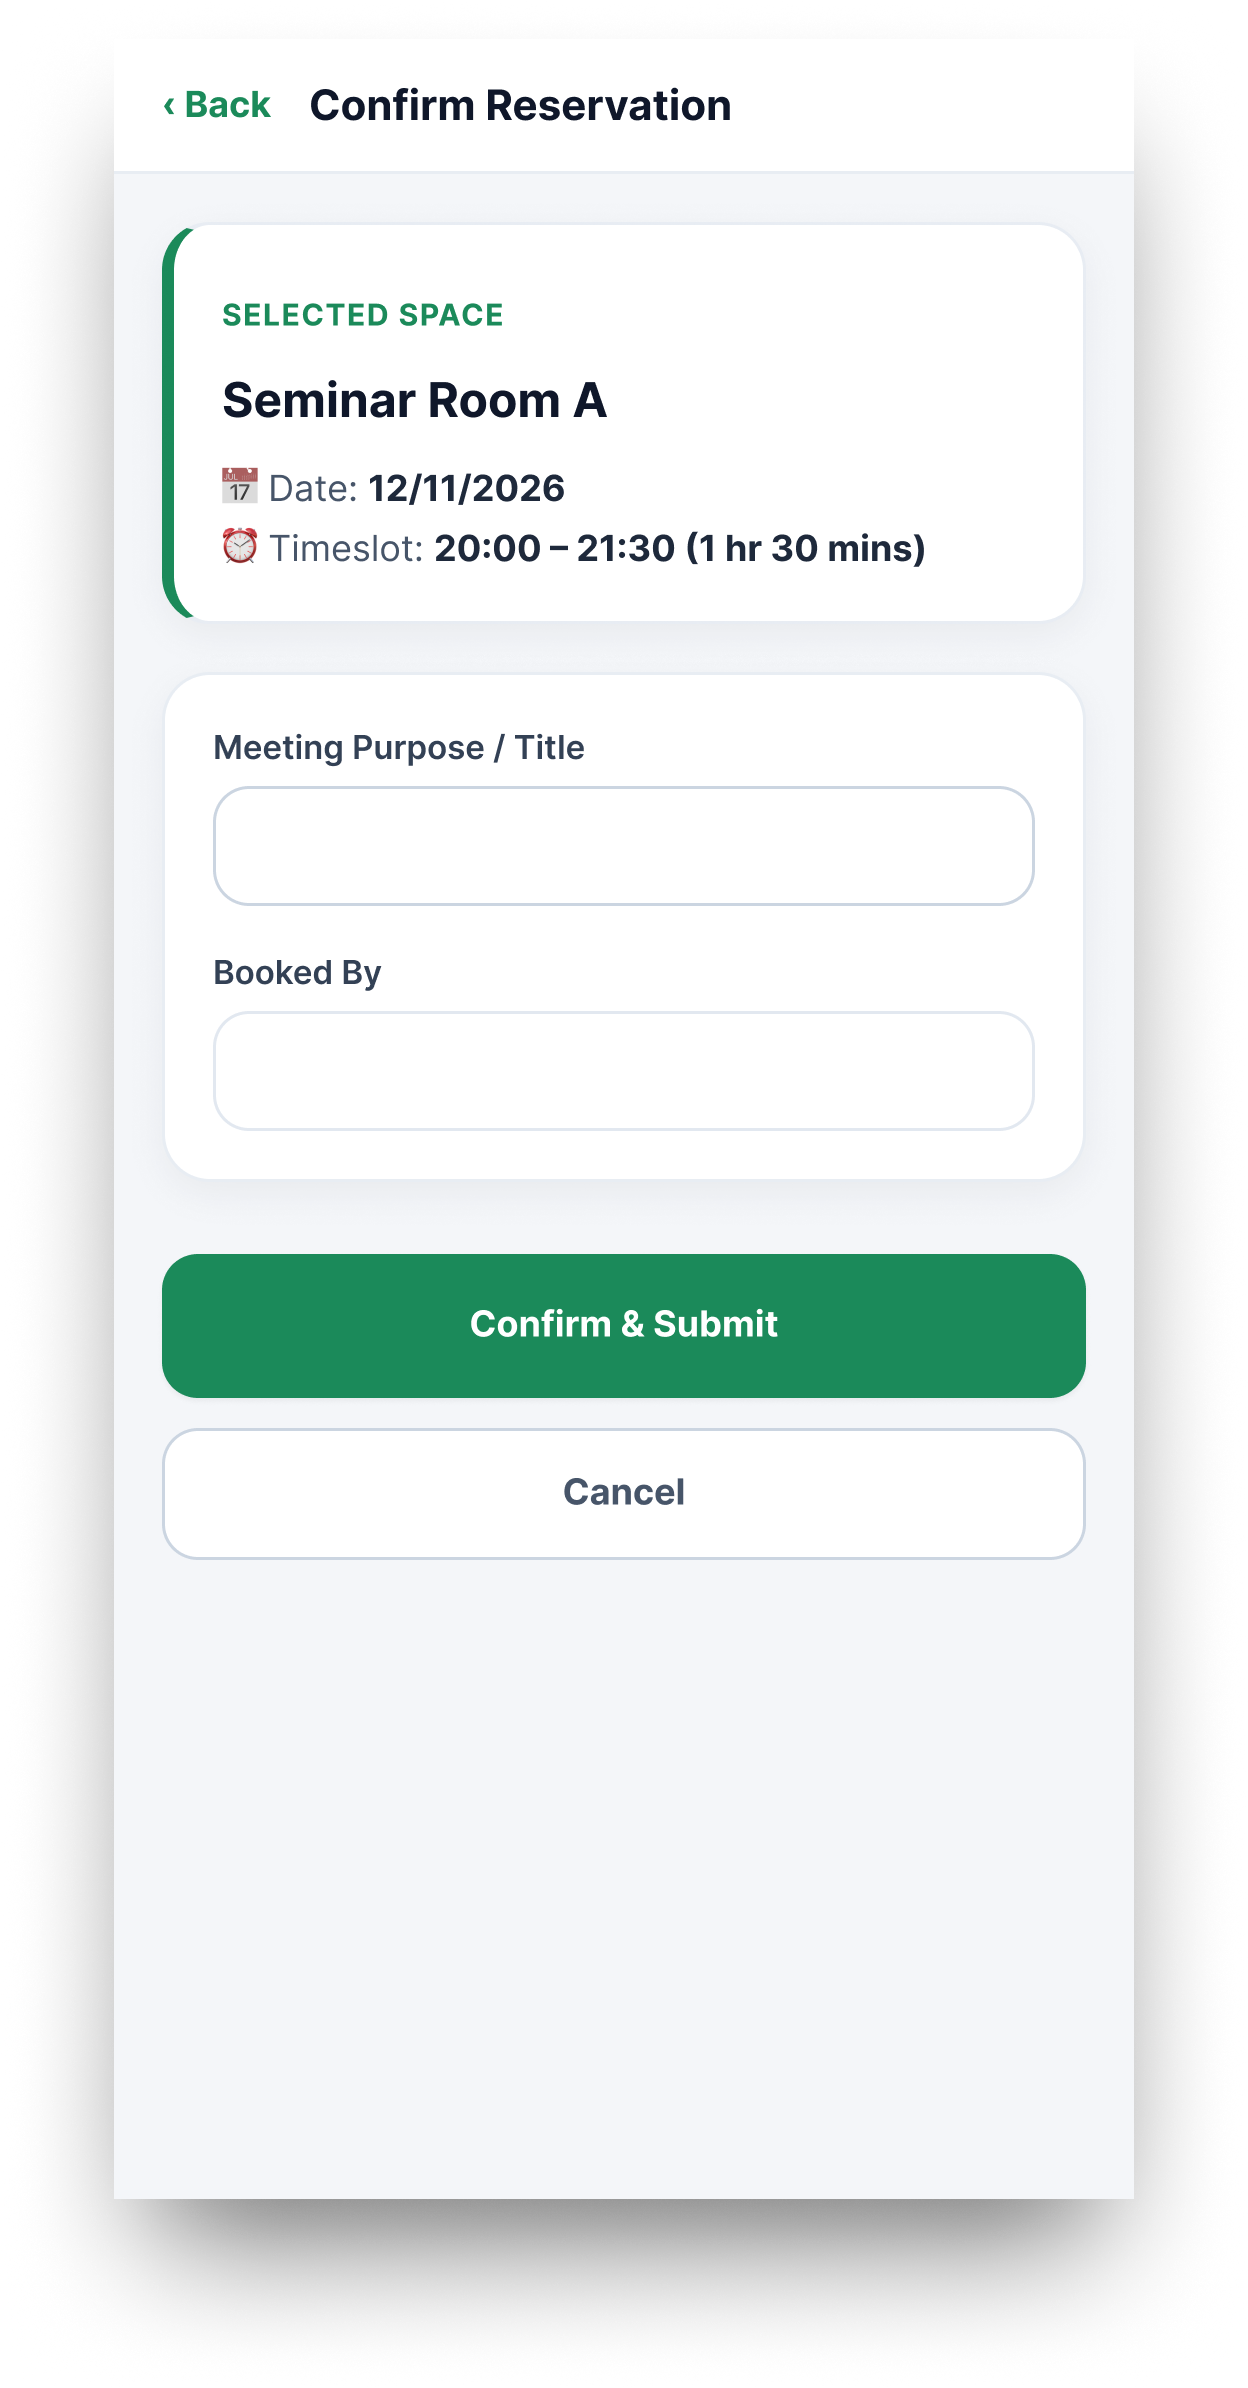 ‹ Back Confirm Reservation
SELECTED SPACE
Seminar Room A
📅 Date: 12/11/2026
⏰ Timeslot: 20:00 – 21:30 (1 hr 30 mins)
Meeting Purpose / Title
Booked By
Confirm & Submit
Cancel